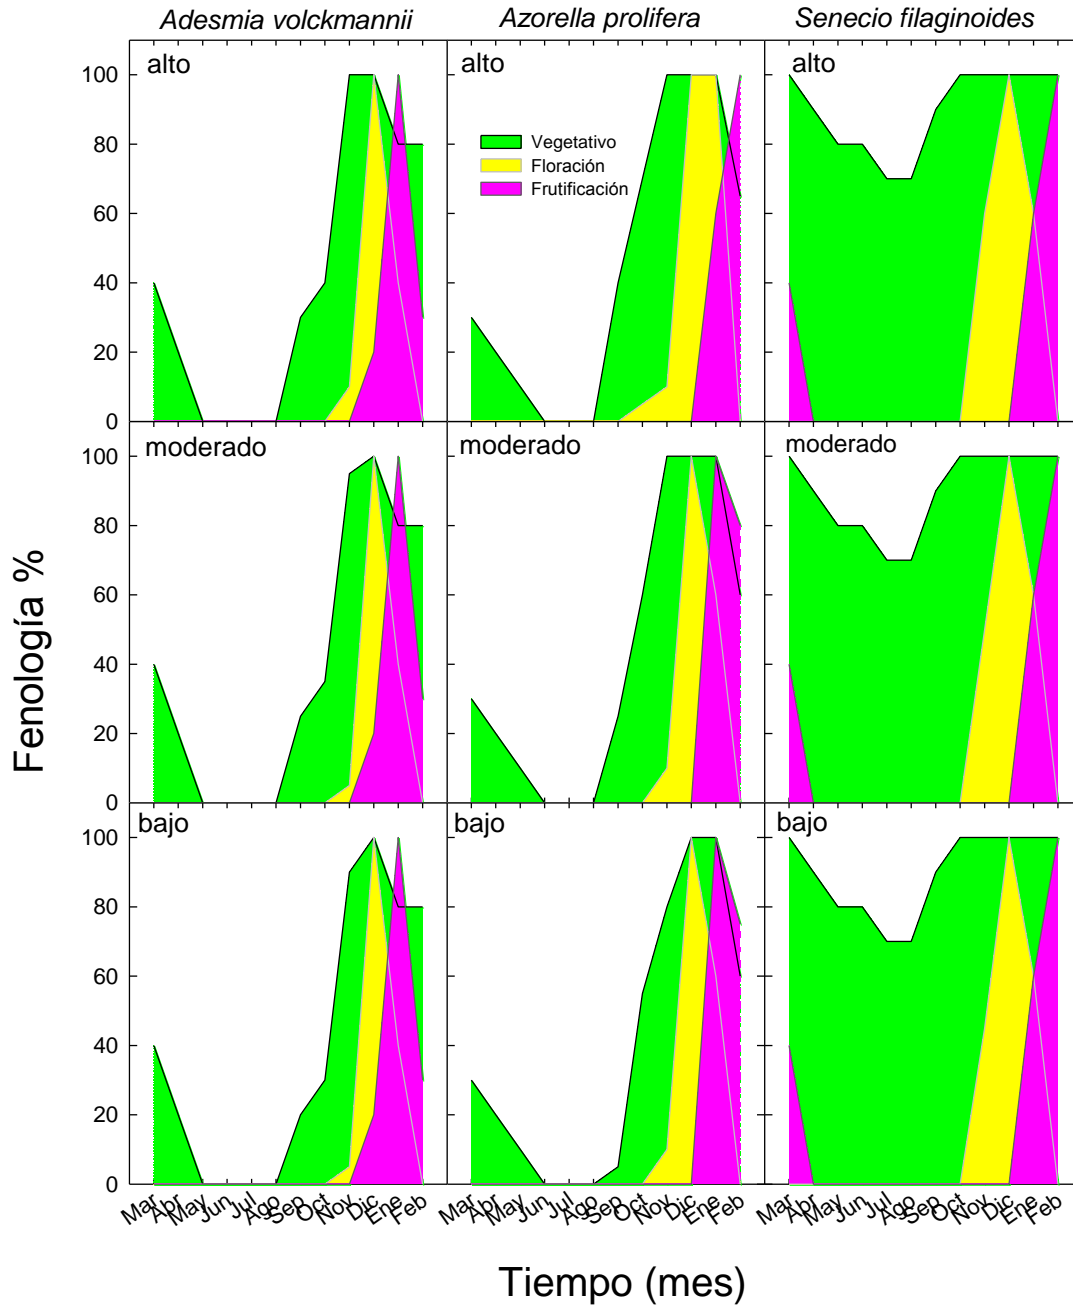 Adesmia volckmannii Azorella prolifera Senecio filaginoides
alto alto alto
Vegetativo
Floración
Frutificación
100
80
60
40
20
0
moderado moderado moderado
100
80
60
40
20
0
bajo bajo bajo
100
80
60
40
20
0
Fenología %
Mar Apr May Jun Jul Ago Sep Oct Nov Dic Ene Feb Mar Apr May Jun Jul Ago Sep Oct Nov Dic Ene Feb Mar Apr May Jun Jul Ago Sep Oct Nov Dic Ene Feb
Tiempo (mes)